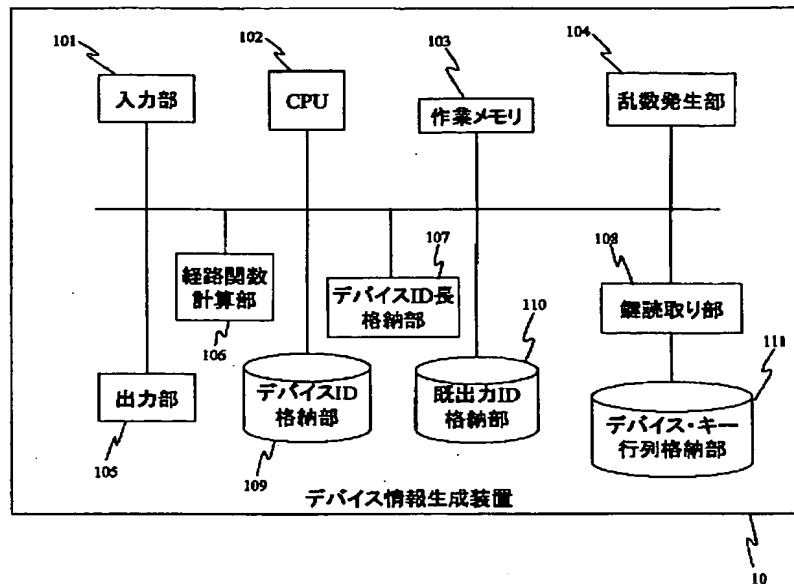 101
102
103
104
入力部
CPU
作業メモリ
乱数発生部
経路関数
計算部
106
107
デバイスID長
格納部
108
鍵読取り部
出力部
105
デバイスID
格納部
109
110
既出力ID
格納部
111
デバイス・キー
行列格納部
デバイス情報生成装置
10